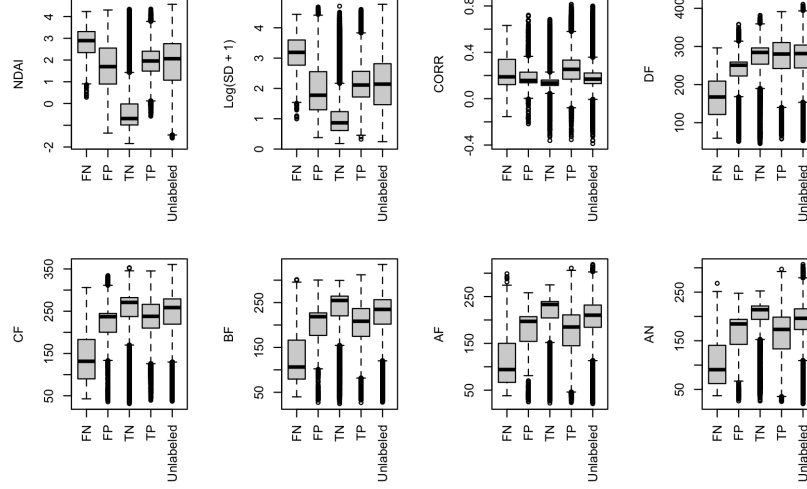 NDAI
4
3
2
1
0
-2
FN
FP
TN
TP
Unlabeled
Log(SD + 1)
4
3
2
1
0
FN
FP
TN
TP
Unlabeled
CORR
0.8
0.4
0.0
-0.4
FN
FP
TN
TP
Unlabeled
DF
400
300
200
100
FN
FP
TN
TP
Unlabeled
CF
350
250
150
50
FN
FP
TN
TP
Unlabeled
BF
250
150
50
FN
FP
TN
TP
Unlabeled
AF
250
150
50
FN
FP
TN
TP
Unlabeled
AN
250
150
50
FN
FP
TN
TP
Unlabeled